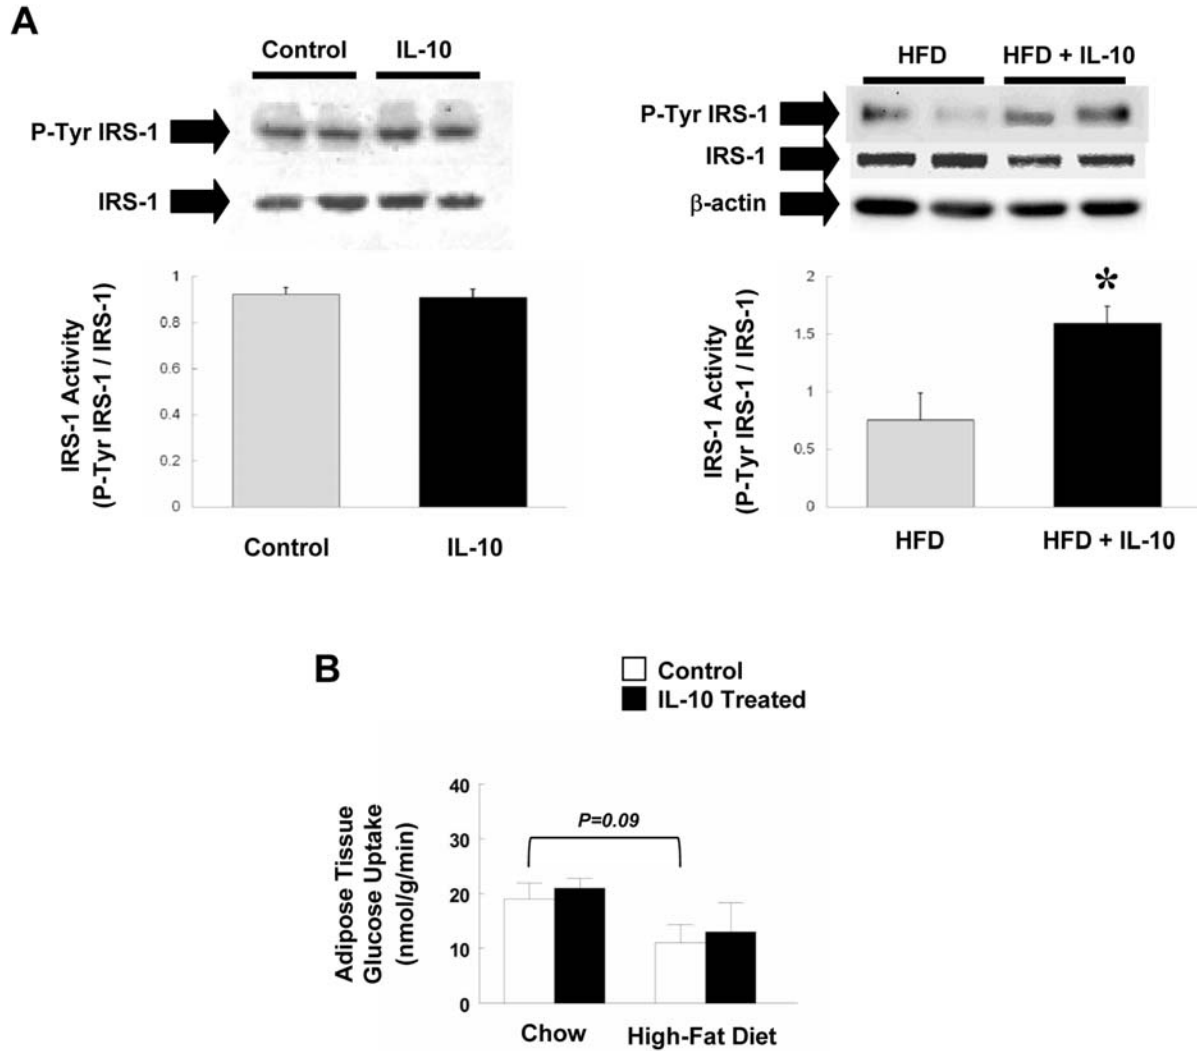 A
Control IL-10
P-Tyr IRS-1
IRS-1
HFD HFD + IL-10
P-Tyr IRS-1
IRS-1
β-actin
IRS-1 Activity
(P-Tyr IRS-1 / IRS-1)
1
0.8
0.6
0.4
0.2
0
Control IL-10
IRS-1 Activity
(P-Tyr IRS-1 / IRS-1)
2
1.5
1
0.5
0
*
HFD HFD + IL-10
B
Control
IL-10 Treated
Adipose Tissue
Glucose Uptake
(nmol/g/min)
40
30
20
10
0
P=0.09
Chow High-Fat Diet